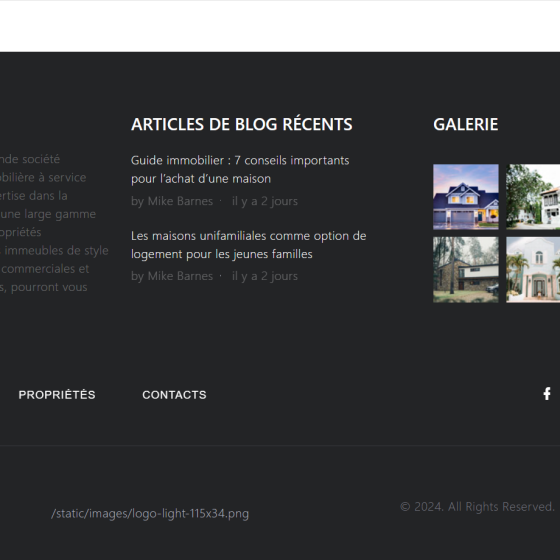 nde société
bilière à service
ertise dans la
une large gamme
opriétés
immeubles de style
commerciales et
s, pourront vous
ARTICLES DE BLOG RÉCENTS
Guide immobilier : 7 conseils importants
pour l’achat d’une maison
by Mike Barnes · il y a 2 jours
Les maisons unifamiliales comme option de
logement pour les jeunes familles
by Mike Barnes · il y a 2 jours
GALERIE
PROPRIÉTÉS CONTACTS
/static/images/logo-light-115x34.png
© 2024. All Rights Reserved.